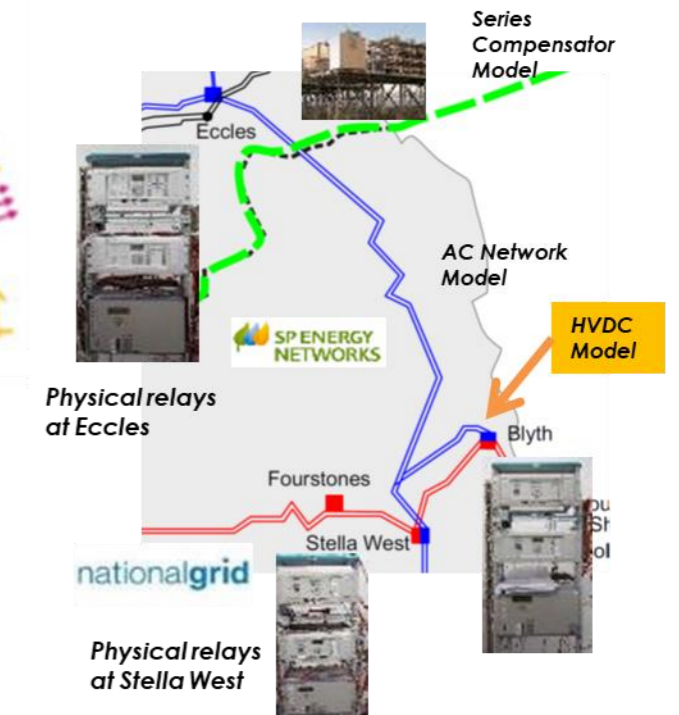 Series
Compensator
Model
Eccles
AC Network
Model
SP ENERGY
NETWORKS
HVDC
Model
Physical relays
at Eccles
Blyth
Fourstones
Stella West
nationalgrid
Physical relays
at Stella West